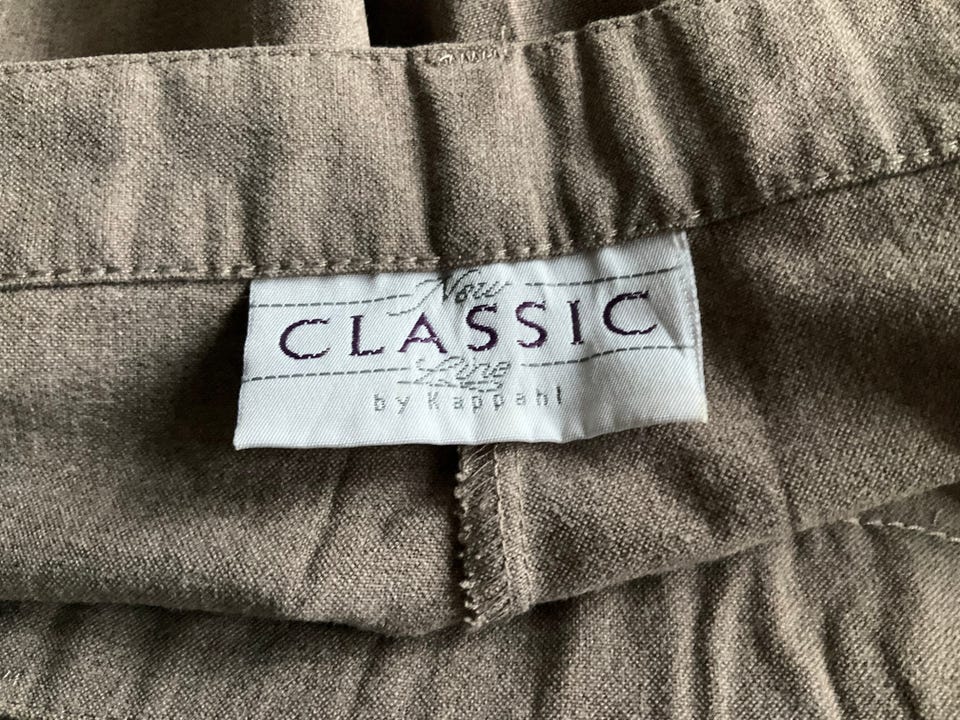 New
CLASSIC
Line
by Kappahl